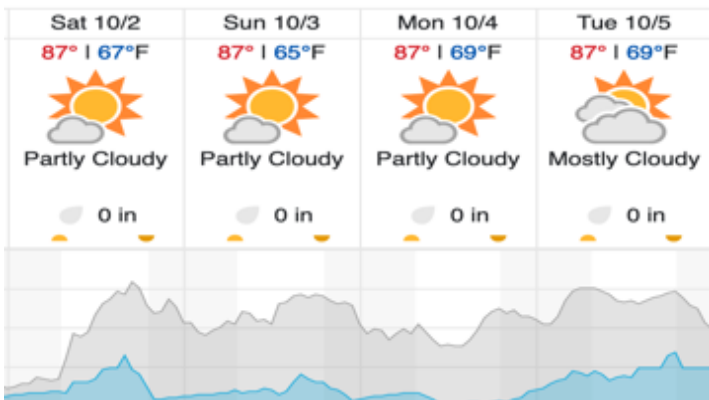 Sat 10/2 Sun 10/3 Mon 10/4 Tue 10/5
87° | 67°F 87° | 65°F 87° | 69°F 87° | 69°F
Partly Cloudy Partly Cloudy Partly Cloudy Mostly Cloudy
0 in 0 in 0 in 0 in